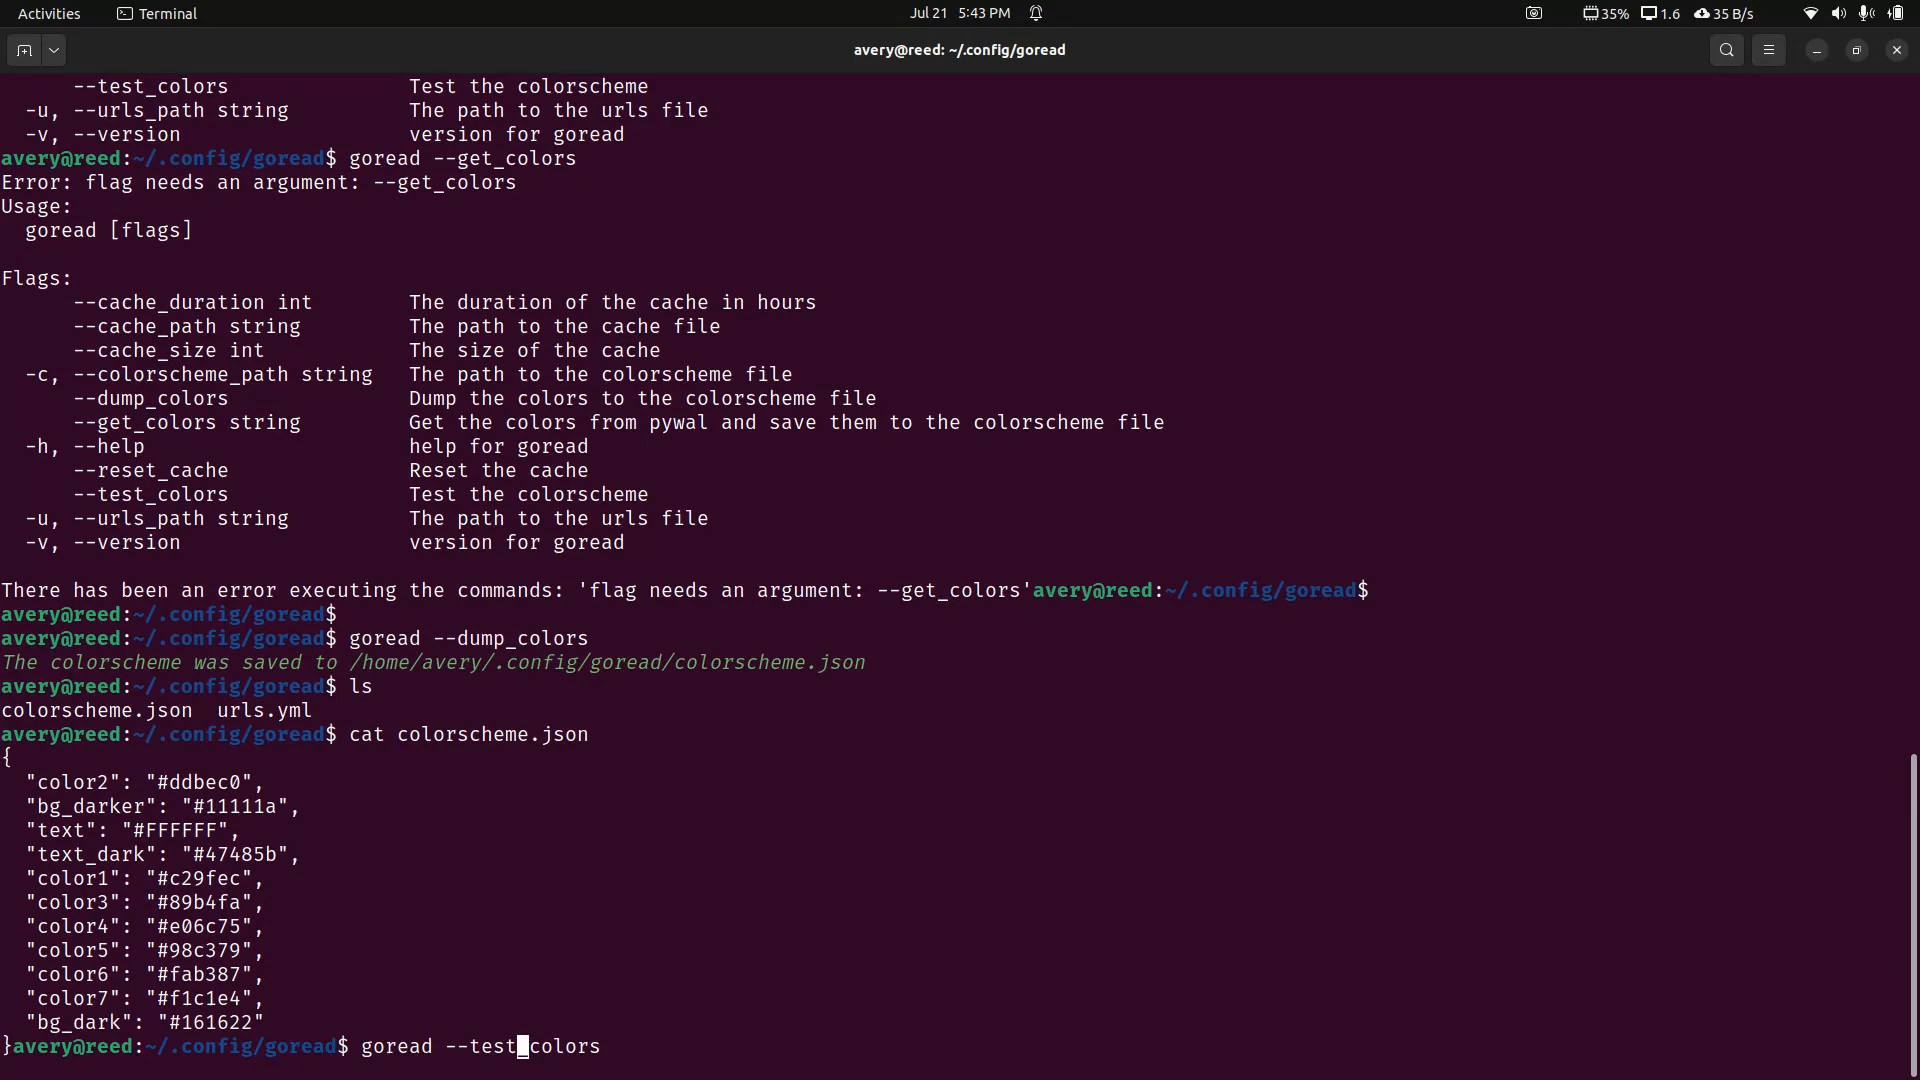 Activities Terminal Jul 21 5:43 PM 35% 1.6 35 B/s
avery@reed: ~/.config/goread
      --test_colors               Test the colorscheme
  -u, --urls_path string          The path to the urls file
  -v, --version                   version for goread
avery@reed:~/.config/goread$ goread --get_colors
Error: flag needs an argument: --get_colors
Usage:
  goread [flags]

Flags:
      --cache_duration int        The duration of the cache in hours
      --cache_path string         The path to the cache file
      --cache_size int            The size of the cache
  -c, --colorscheme_path string   The path to the colorscheme file
      --dump_colors               Dump the colors to the colorscheme file
      --get_colors string         Get the colors from pywal and save them to the colorscheme file
  -h, --help                      help for goread
      --reset_cache               Reset the cache
      --test_colors               Test the colorscheme
  -u, --urls_path string          The path to the urls file
  -v, --version                   version for goread

There has been an error executing the commands: 'flag needs an argument: --get_colors'avery@reed:~/.config/goread$
avery@reed:~/.config/goread$
avery@reed:~/.config/goread$ goread --dump_colors
The colorscheme was saved to /home/avery/.config/goread/colorscheme.json
avery@reed:~/.config/goread$ ls
colorscheme.json  urls.yml
avery@reed:~/.config/goread$ cat colorscheme.json
{
  "color2": "#ddbec0",
  "bg_darker": "#11111a",
  "text": "#FFFFFF",
  "text_dark": "#47485b",
  "color1": "#c29fec",
  "color3": "#89b4fa",
  "color4": "#e06c75",
  "color5": "#98c379",
  "color6": "#fab387",
  "color7": "#f1c1e4",
  "bg_dark": "#161622"
}avery@reed:~/.config/goread$ goread --test_colors